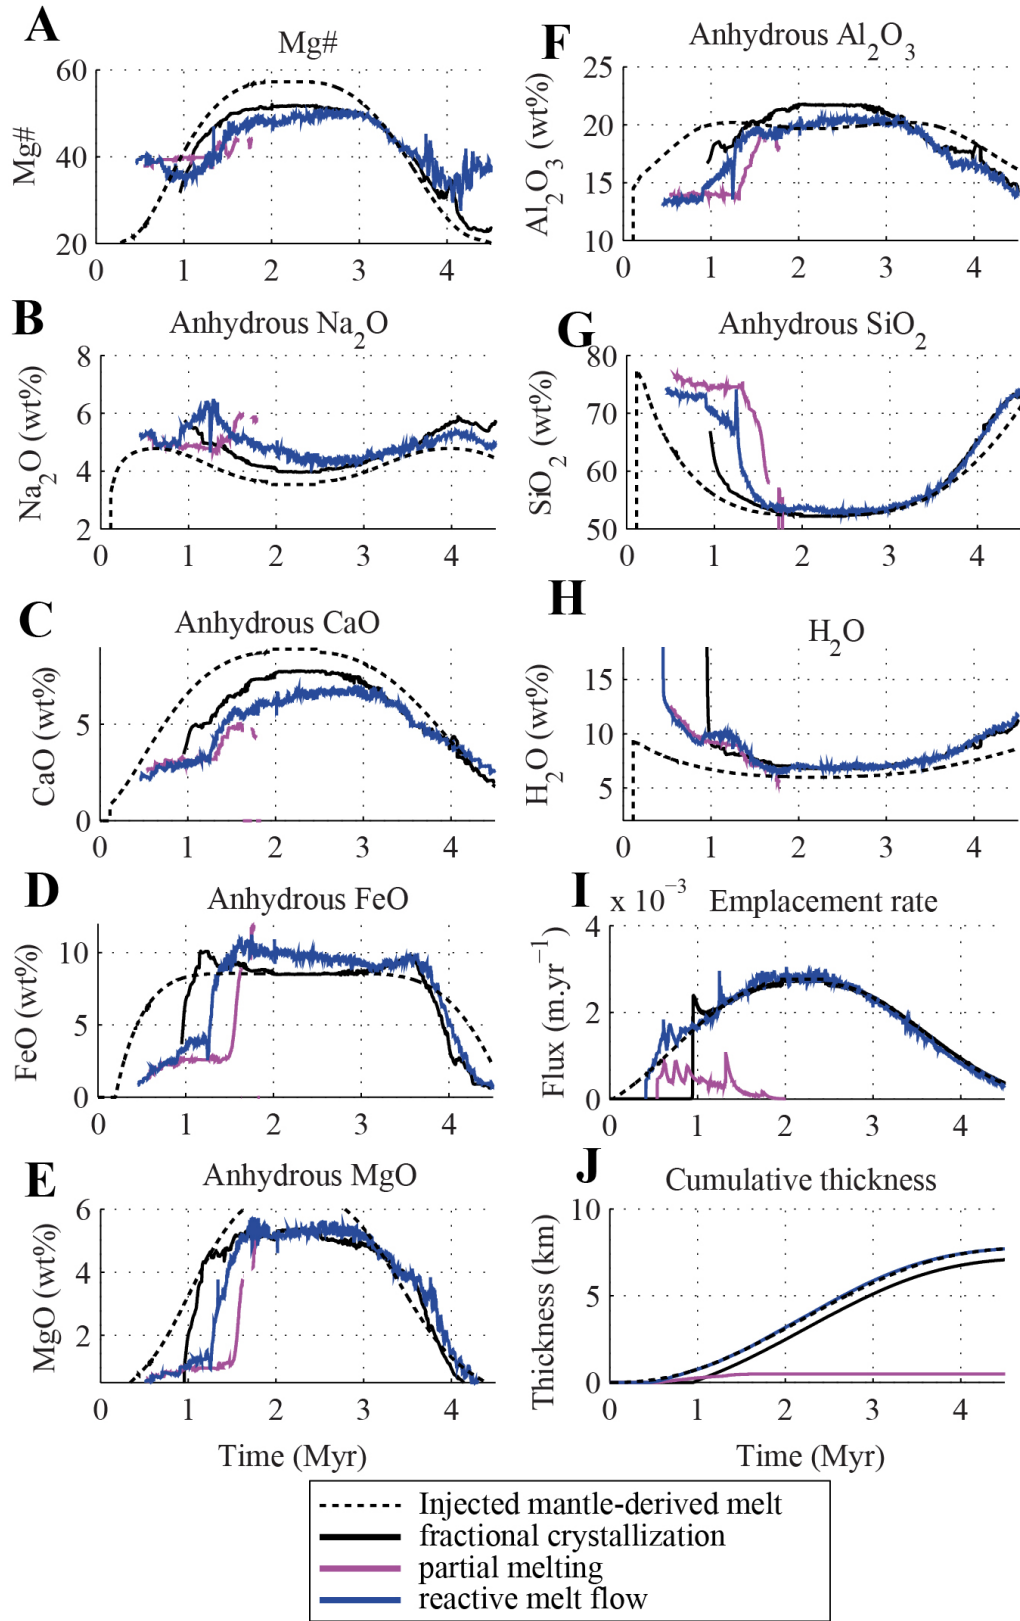 A
Mg#
60
40
20
Mg#
0 1 2 3 4
B
Anhydrous Na2O
8
6
4
2
Na2O (wt%)
0 1 2 3 4
C
Anhydrous CaO
5
0
CaO (wt%)
0 1 2 3 4
D
Anhydrous FeO
10
5
0
FeO (wt%)
0 1 2 3 4
E
Anhydrous MgO
6
4
2
MgO (wt%)
0 1 2 3 4
Time (Myr)
F
Anhydrous Al2O3
25
20
15
10
Al2O3 (wt%)
0 1 2 3 4
G
Anhydrous SiO2
80
70
60
50
SiO2 (wt%)
0 1 2 3 4
H
H2O
15
10
5
H2O (wt%)
0 1 2 3 4
I
x 10−3 Emplacement rate
4
2
0
Flux (m.yr−1)
0 1 2 3 4
J
Cumulative thickness
10
5
0
Thickness (km)
0 1 2 3 4
Time (Myr)
Injected mantle-derived melt
fractional crystallization
partial melting
reactive melt flow